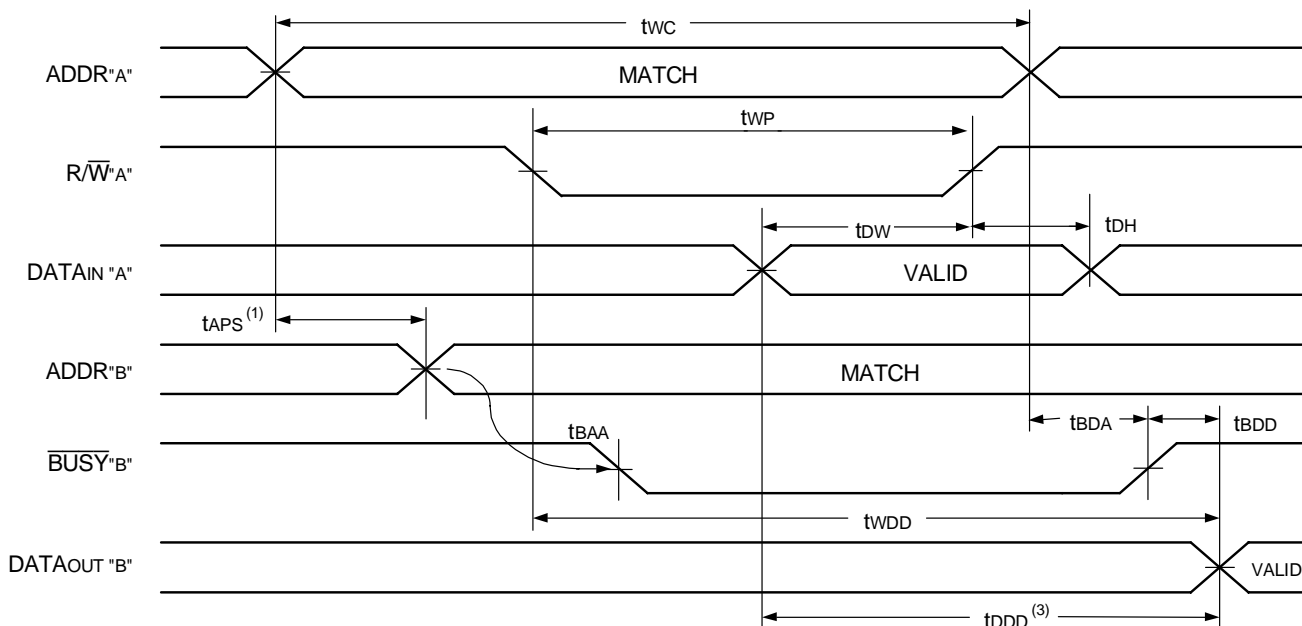 tWC
ADDR"A"
MATCH
tWP
R/W"A"
tDW
tDH
DATAIN "A"
VALID
tAPS (1)
ADDR"B"
MATCH
tBAA
tBDA
tBDD
BUSY"B"
tWDD
DATAOUT "B"
VALID
tDDD (3)